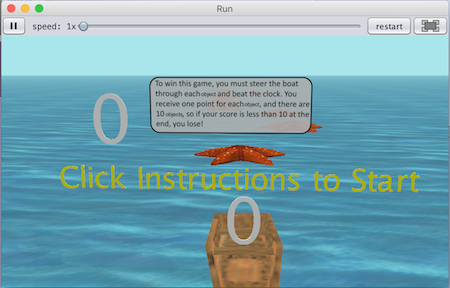 Run
speed: 1x
restart
To win this game, you must steer the boat
through each object and beat the clock. You
receive one point for each object, and there are
10 objects, so if your score is less than 10 at the
end, you lose!
0
Click Instructions to Start
0